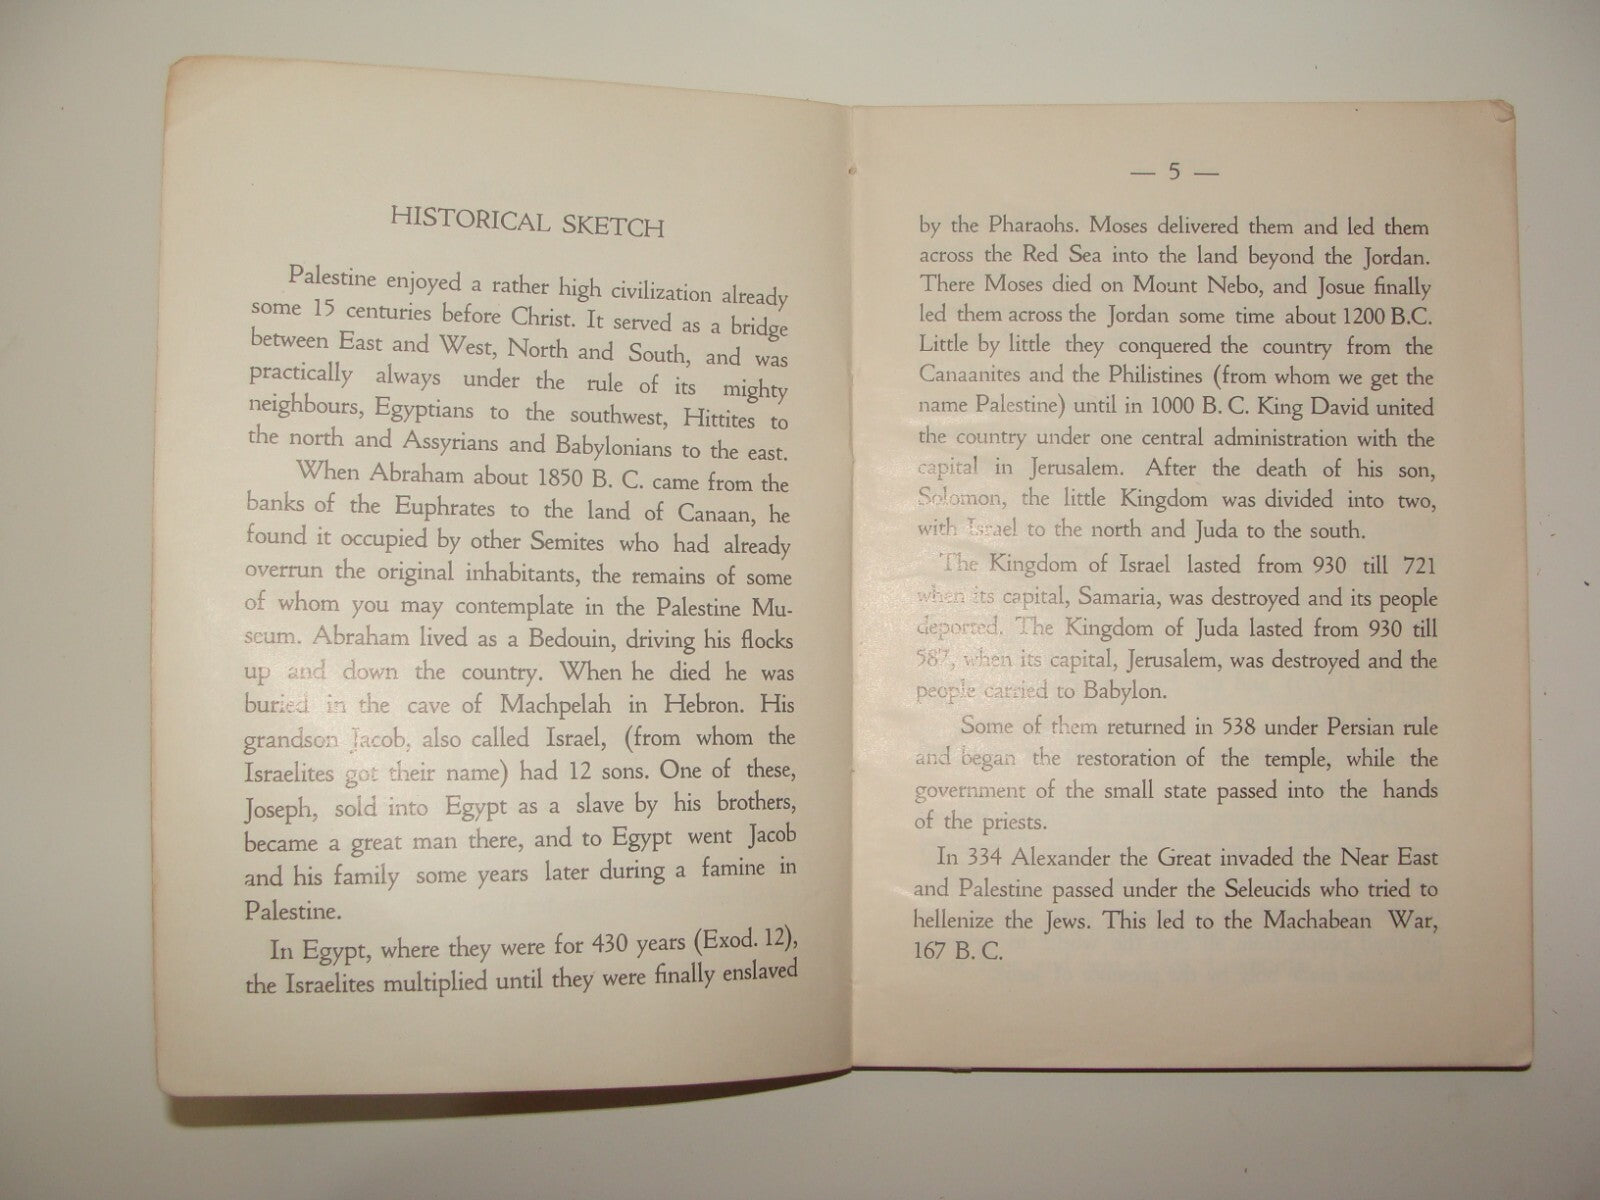 HISTORICAL SKETCH
Palestine enjoyed a rather high civilization already
some 15 centuries before Christ. It served as a bridge
between East and West, North and South, and was
practically always under the rule of its mighty
neighbours, Egyptians to the southwest, Hittites to
the north and Assyrians and Babylonians to the east.
When Abraham about 1850 B. C. came from the
banks of the Euphrates to the land of Canaan, he
found it occupied by other Semites who had already
overrun the original inhabitants, the remains of some
of whom you may contemplate in the Palestine Mu-
seum. Abraham lived as a Bedouin, driving his flocks
up and down the country. When he died he was
buried in the cave of Machpelah in Hebron. His
grandson Jacob, also called Israel, (from whom the
Israelites got their name) had 12 sons. One of these,
Joseph, sold into Egypt as a slave by his brothers,
became a great man there, and to Egypt went Jacob
and his family some years later during a famine in
Palestine.
In Egypt, where they were for 430 years (Exod. 12),
the Israelites multiplied until they were finally enslaved
— 5 —
by the Pharaohs. Moses delivered them and led them
across the Red Sea into the land beyond the Jordan.
There Moses died on Mount Nebo, and Josue finally
led them across the Jordan some time about 1200 B.C.
Little by little they conquered the country from the
Canaanites and the Philistines (from whom we get the
name Palestine) until in 1000 B. C. King David united
the country under one central administration with the
capital in Jerusalem. After the death of his son,
Solomon, the little Kingdom was divided into two,
with Israel to the north and Juda to the south.
The Kingdom of Israel lasted from 930 till 721
when its capital, Samaria, was destroyed and its people
deported. The Kingdom of Juda lasted from 930 till
587, when its capital, Jerusalem, was destroyed and the
people carried to Babylon.
Some of them returned in 538 under Persian rule
and began the restoration of the temple, while the
government of the small state passed into the hands
of the priests.
In 334 Alexander the Great invaded the Near East
and Palestine passed under the Seleucids who tried to
hellenize the Jews. This led to the Machabean War,
167 B. C.